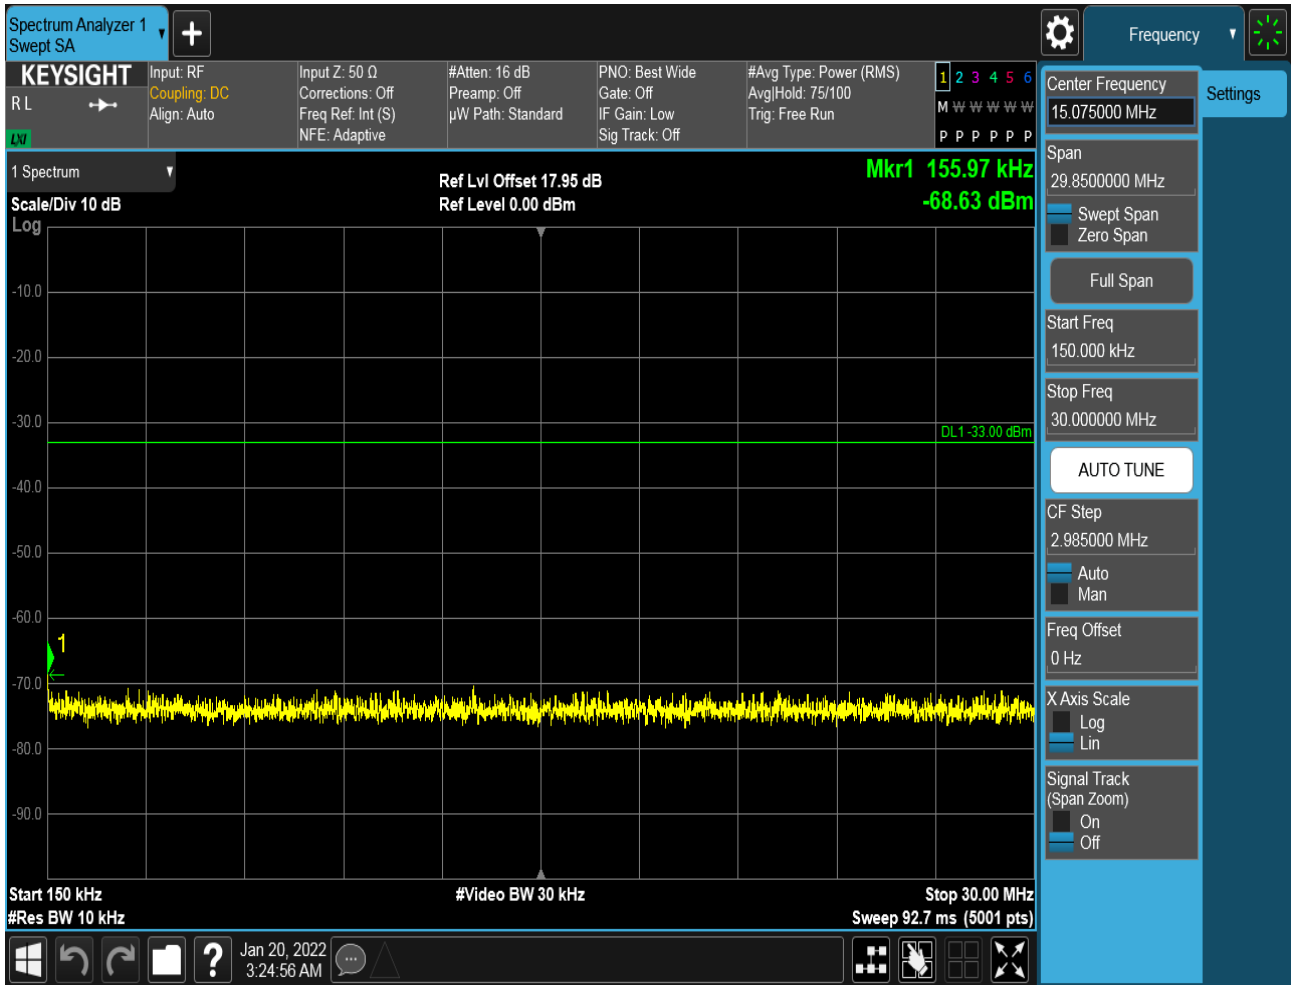 Spectrum Analyzer 1
Swept SA
Frequency
KEYSIGHT
R L
LXI
Input: RF
Coupling: DC
Align: Auto
Input Z: 50 Ω
Corrections: Off
Freq Ref: Int (S)
NFE: Adaptive
#Atten: 16 dB
Preamp: Off
µW Path: Standard
PNO: Best Wide
Gate: Off
IF Gain: Low
Sig Track: Off
#Avg Type: Power (RMS)
Avg|Hold: 75/100
Trig: Free Run
1 2 3 4 5 6
M W W W W W
P P P P P P
1 Spectrum
Scale/Div 10 dB
Log
Ref Lvl Offset 17.95 dB
Ref Level 0.00 dBm
Mkr1 155.97 kHz
-68.63 dBm
-10.0
-20.0
-30.0
DL1 -33.00 dBm
-40.0
-50.0
-60.0
1
-70.0
-80.0
-90.0
Start 150 kHz
#Res BW 10 kHz
#Video BW 30 kHz
Stop 30.00 MHz
Sweep 92.7 ms (5001 pts)
Center Frequency
15.075000 MHz
Settings
Span
29.8500000 MHz
Swept Span
Zero Span
Full Span
Start Freq
150.000 kHz
Stop Freq
30.000000 MHz
AUTO TUNE
CF Step
2.985000 MHz
Auto
Man
Freq Offset
0 Hz
X Axis Scale
Log
Lin
Signal Track
(Span Zoom)
On
Off
?
Jan 20, 2022
3:24:56 AM